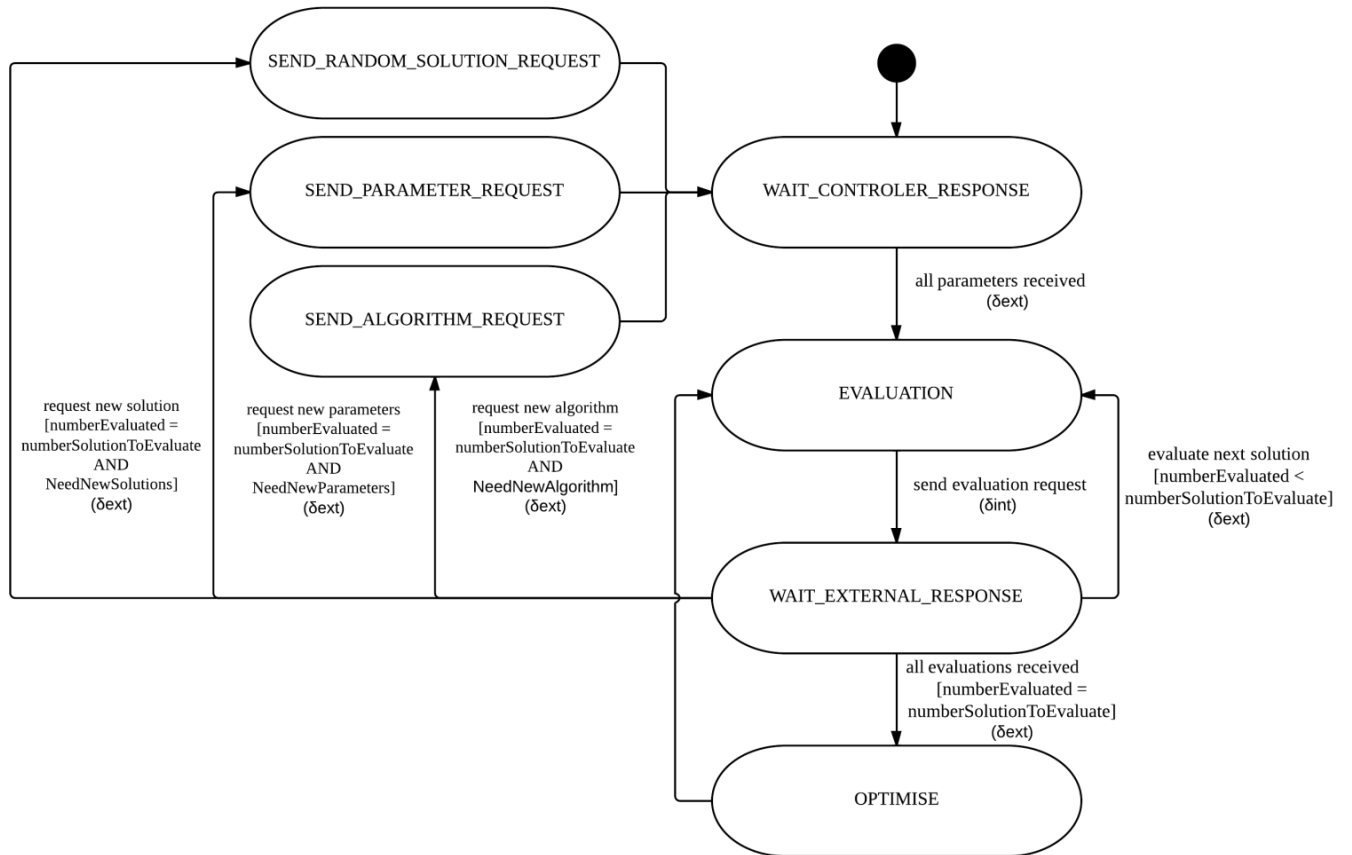 SEND_RANDOM_SOLUTION_REQUEST
SEND_PARAMETER_REQUEST
WAIT_CONTROLER_RESPONSE
all parameters received
(δext)
SEND_ALGORITHM_REQUEST
EVALUATION
request new solution
[numberEvaluated =
numberSolutionToEvaluate
AND
NeedNewSolutions]
(δext)
request new parameters
[numberEvaluated =
numberSolutionToEvaluate
AND
NeedNewParameters]
(δext)
request new algorithm
[numberEvaluated =
numberSolutionToEvaluate
AND
NeedNewAlgorithm]
(δext)
send evaluation request
(δint)
evaluate next solution
[numberEvaluated <
numberSolutionToEvaluate]
(δext)
WAIT_EXTERNAL_RESPONSE
all evaluations received
[numberEvaluated =
numberSolutionToEvaluate]
(δext)
OPTIMISE